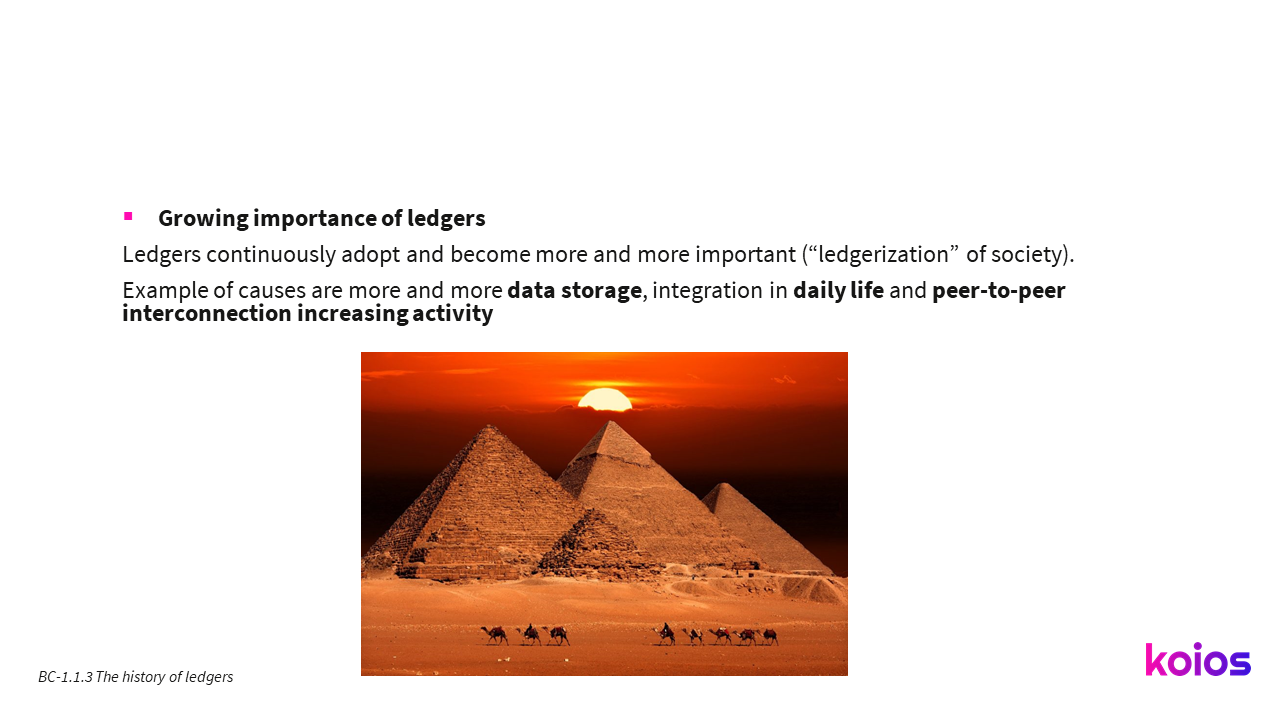 Growing importance of ledgers
Ledgers continuously adopt and become more and more important (“ledgerization” of society).
Example of causes are more and more data storage, integration in daily life and peer-to-peer
interconnection increasing activity
BC-1.1.3 The history of ledgers
koios